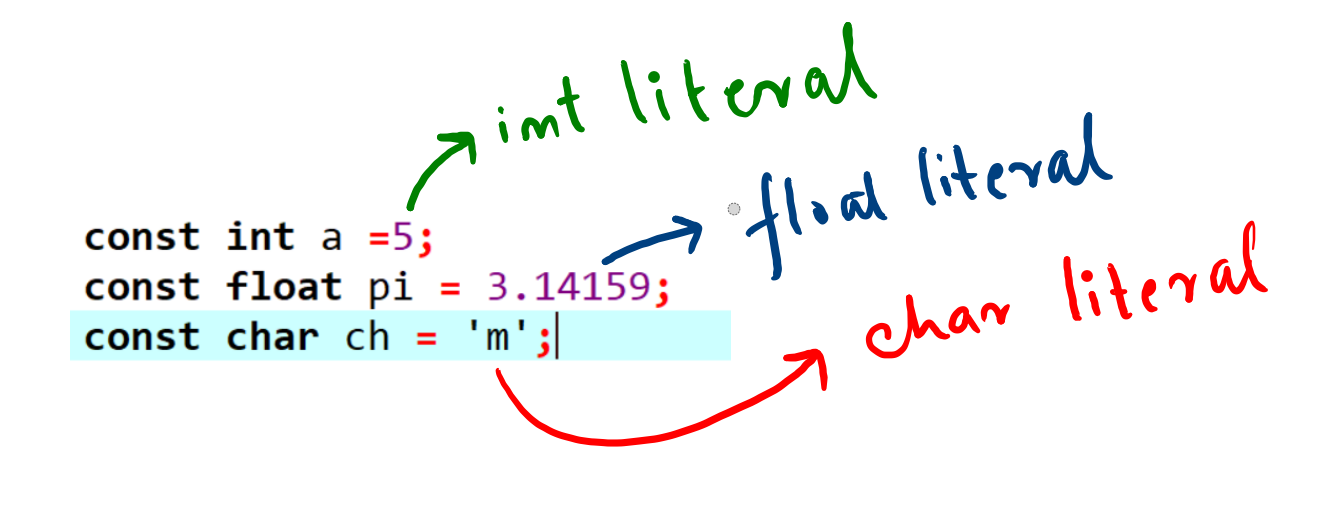 int literal
float literal
char literal
const int a =5;
const float pi = 3.14159;
const char ch = 'm';